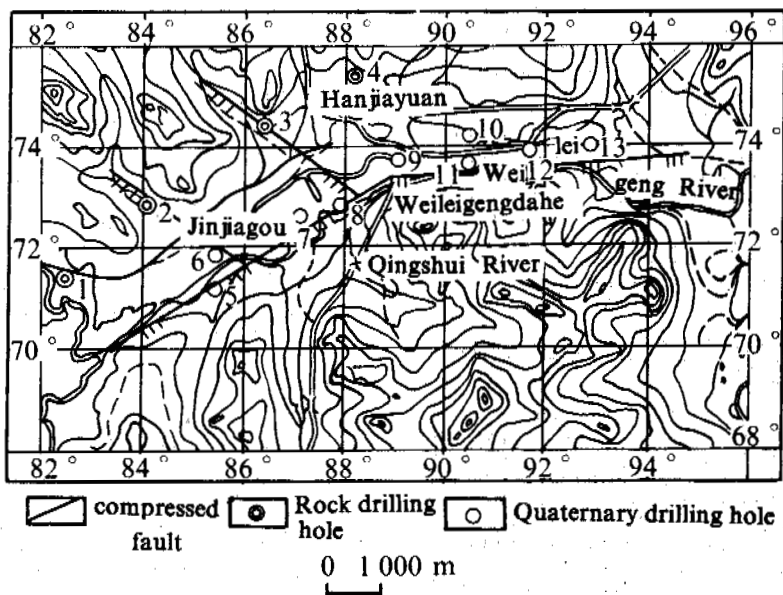 82 ° 84 ° 86 ° 88 ° 90 ° 92 ° 94 ° 96 °
4
Hanjiayuan
3
10
74 ° lei 13 74 °
9
11 Wei 12
geng River
2
Weileigengdahe
8
Jinjiagou
7
72 ° 72 °
6
Qingshui River
5
70 ° 70 °
68 °
82 ° 84 ° 86 ° 88 ° 90 ° 92 ° 94 °
compressed fault
Rock drilling hole
Quaternary drilling hole
0 1 000 m